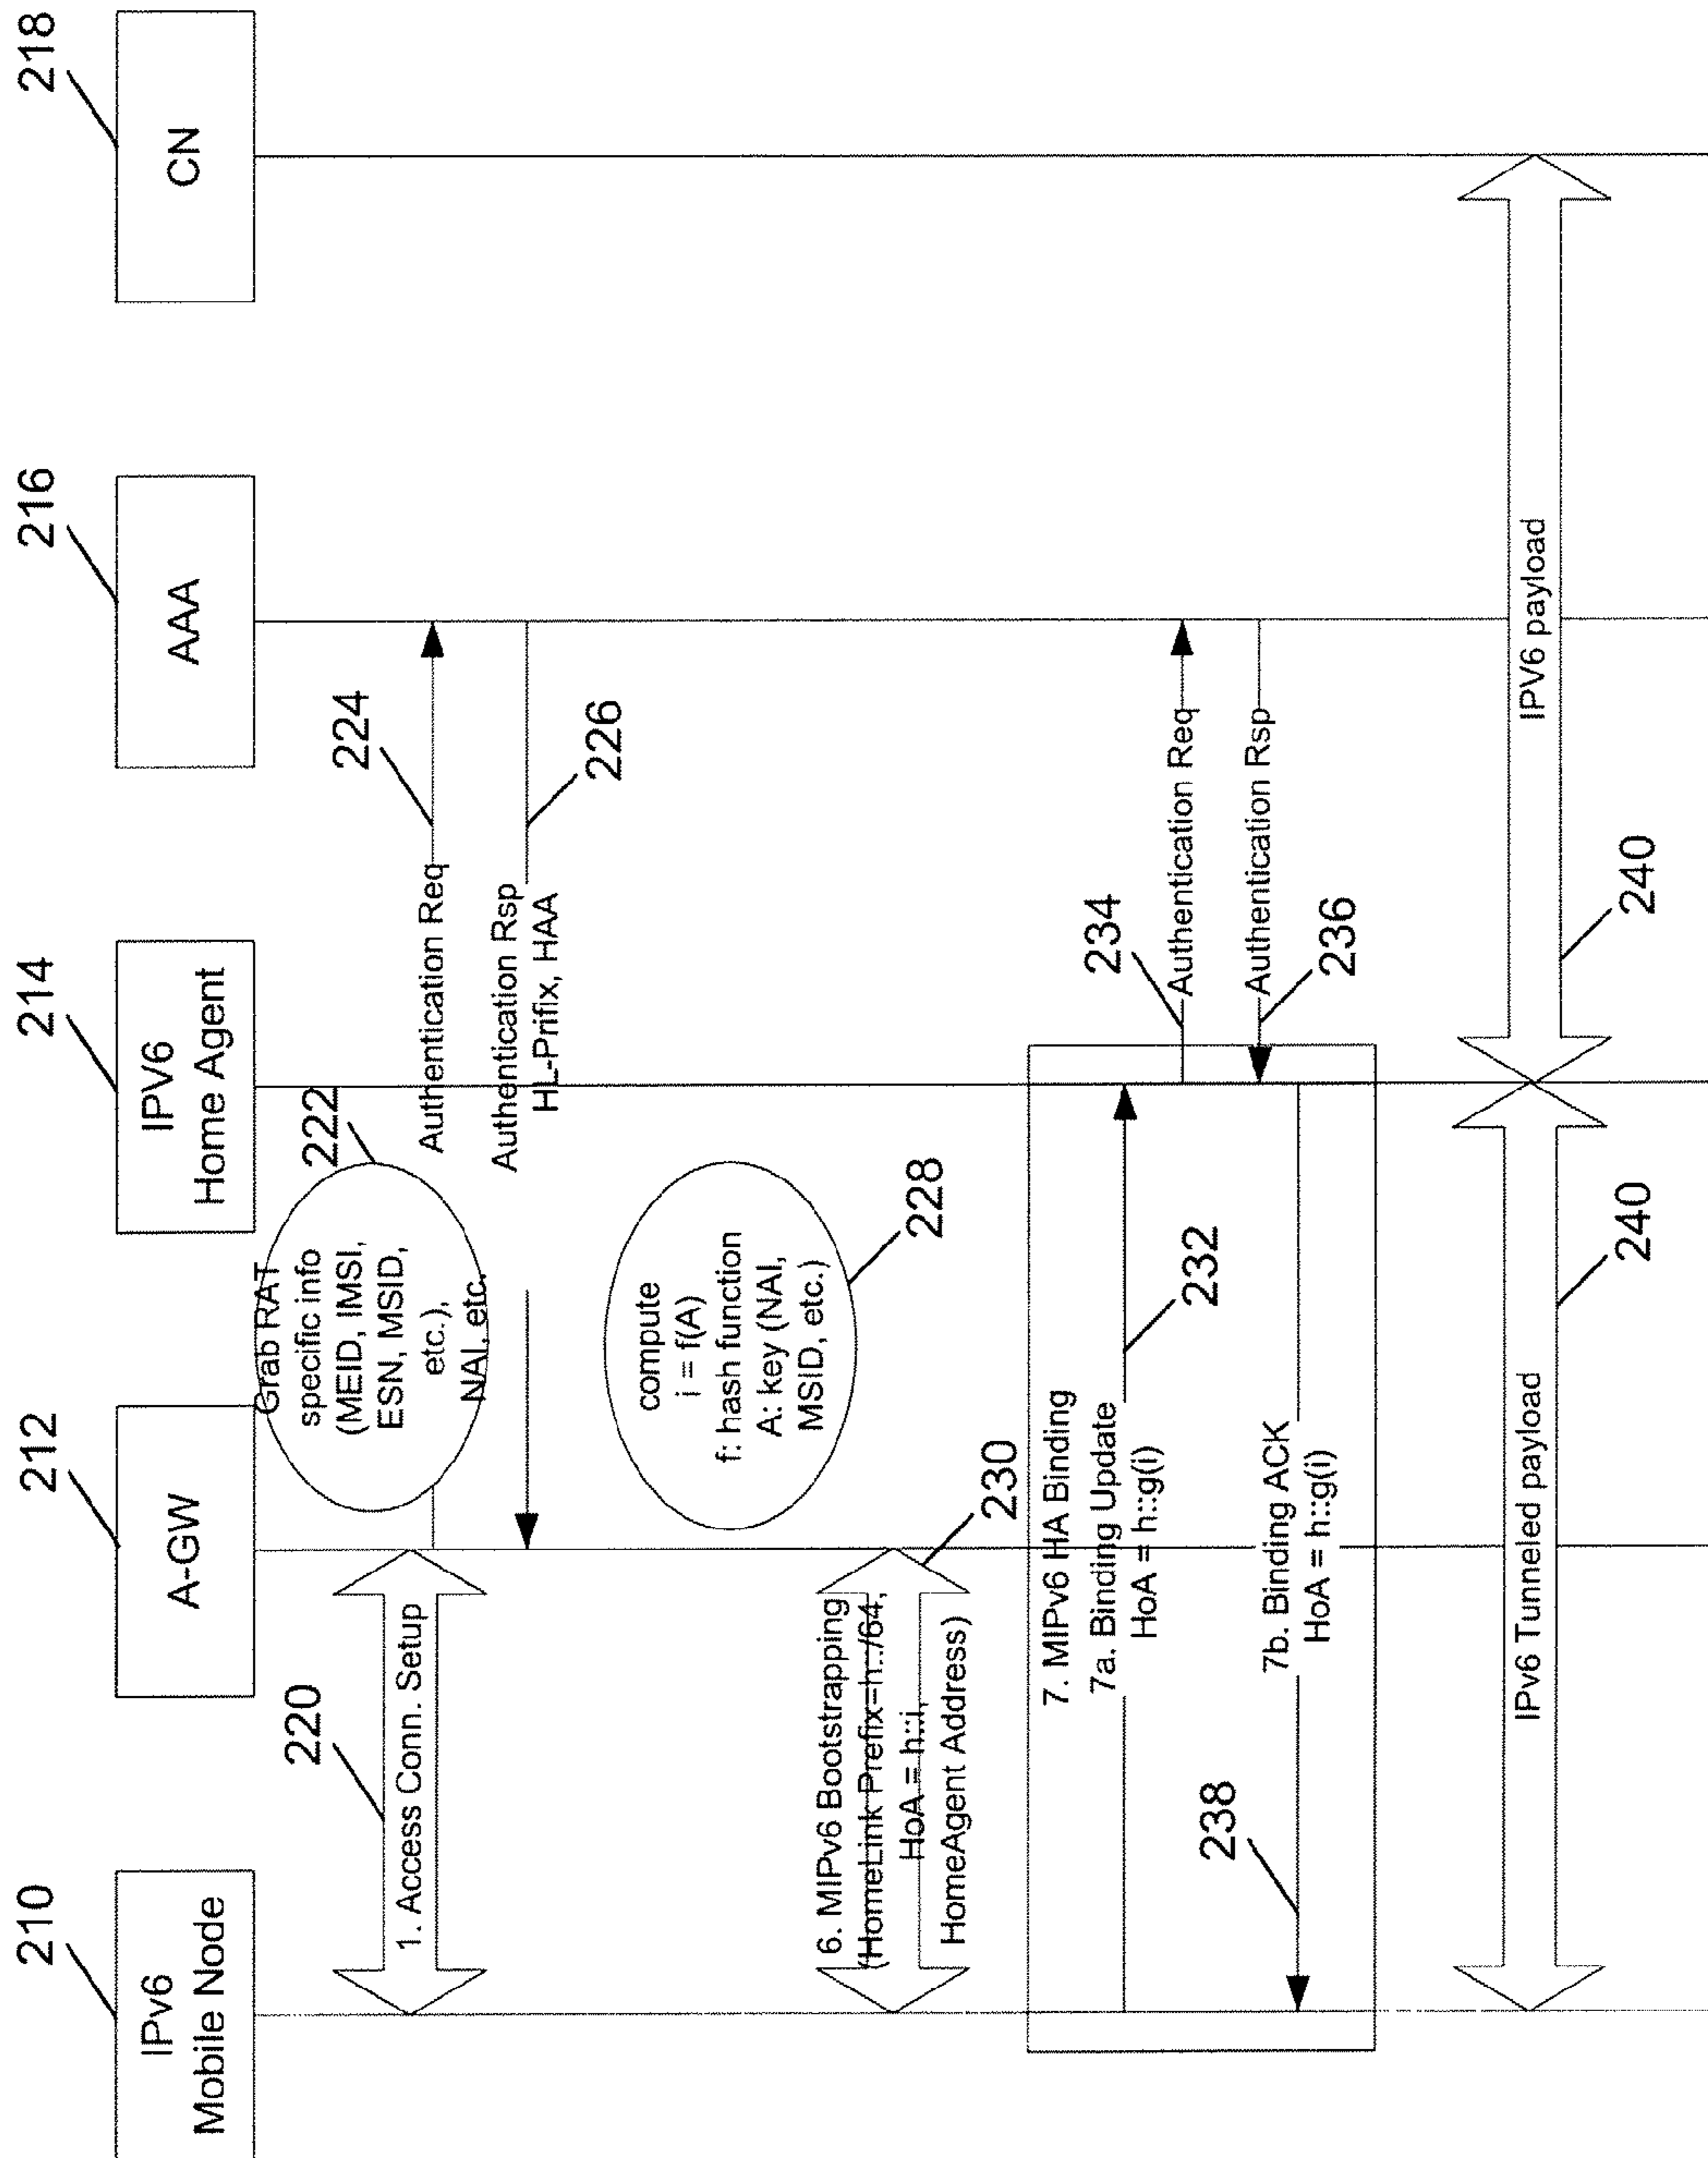 210
IPv6
Mobile Node
212
A-GW
214
IPV6
Home Agent
216
AAA
218
CN
220
1. Access Conn. Setup
222
Grab RAT
specific info
(MEID, IMSI,
ESN, MSID,
etc.),
NAI, etc.
224
Authentication Req
226
Authentication Rsp
HL-Prifix, HAA
228
compute
i = f(A)
f: hash function
A: key (NAI,
MSID, etc.)
230
6. MIPv6 Bootstrapping
(HomeLink Prefix=h::/64,
HoA = h::i,
HomeAgent Address)
7. MIPv6 HA Binding
7a. Binding Update
HoA = h::g(i)
232
234
Authentication Req
Authentication Rsp
236
7b. Binding ACK
HoA = h::g(i)
238
IPv6 Tunneled payload
240
IPV6 payload
240